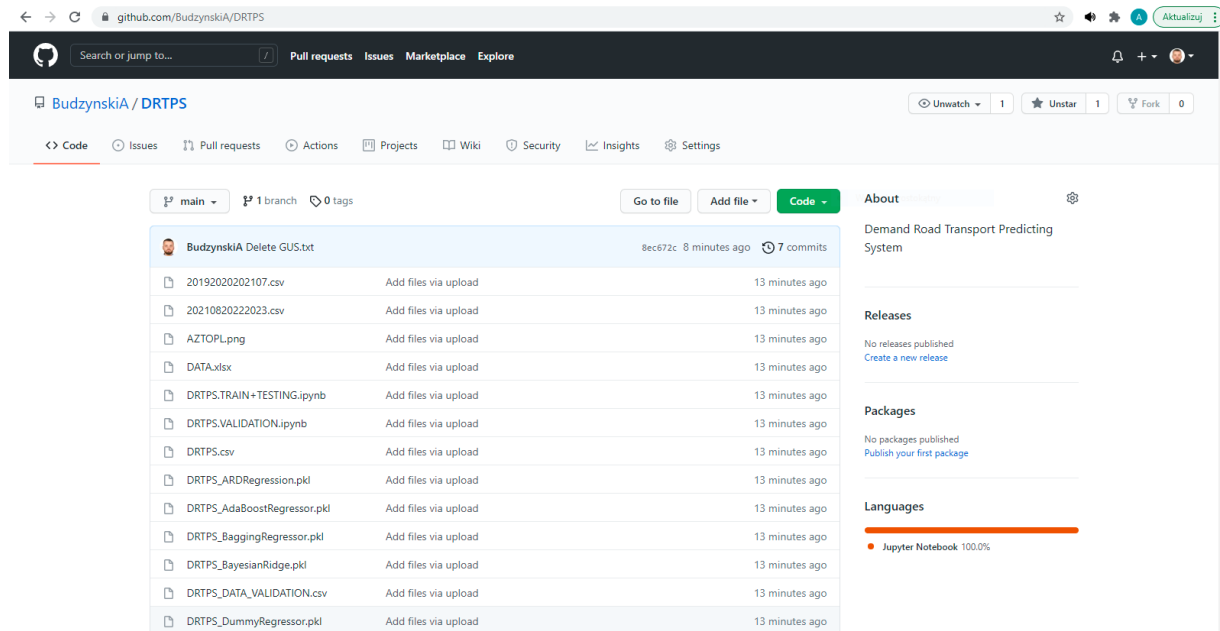 github.com/BudzynskiA/DRTPS
A
Aktualizuj
Search or jump to...
/
Pull requests Issues Marketplace Explore
BudzynskiA / DRTPS
Unwatch 1
Unstar 1
Fork 0
Code Issues Pull requests Actions Projects Wiki Security Insights Settings
main 1 branch 0 tags
Go to file Add file Code
BudzynskiA Delete GUS.txt 8ec672c 8 minutes ago 7 commits
20192020202107.csv Add files via upload 13 minutes ago
20210820222023.csv Add files via upload 13 minutes ago
AZTOPL.png Add files via upload 13 minutes ago
DATA.xlsx Add files via upload 13 minutes ago
DRTPS.TRAIN+TESTING.ipynb Add files via upload 13 minutes ago
DRTPS.VALIDATION.ipynb Add files via upload 13 minutes ago
DRTPS.csv Add files via upload 13 minutes ago
DRTPS_ARDRegression.pkl Add files via upload 13 minutes ago
DRTPS_AdaBoostRegressor.pkl Add files via upload 13 minutes ago
DRTPS_BaggingRegressor.pkl Add files via upload 13 minutes ago
DRTPS_BayesianRidge.pkl Add files via upload 13 minutes ago
DRTPS_DATA_VALIDATION.csv Add files via upload 13 minutes ago
DRTPS_DummyRegressor.pkl Add files via upload 13 minutes ago
About
Demand Road Transport Predicting
System
Releases
No releases published
Create a new release
Packages
No packages published
Publish your first package
Languages
Jupyter Notebook 100.0%